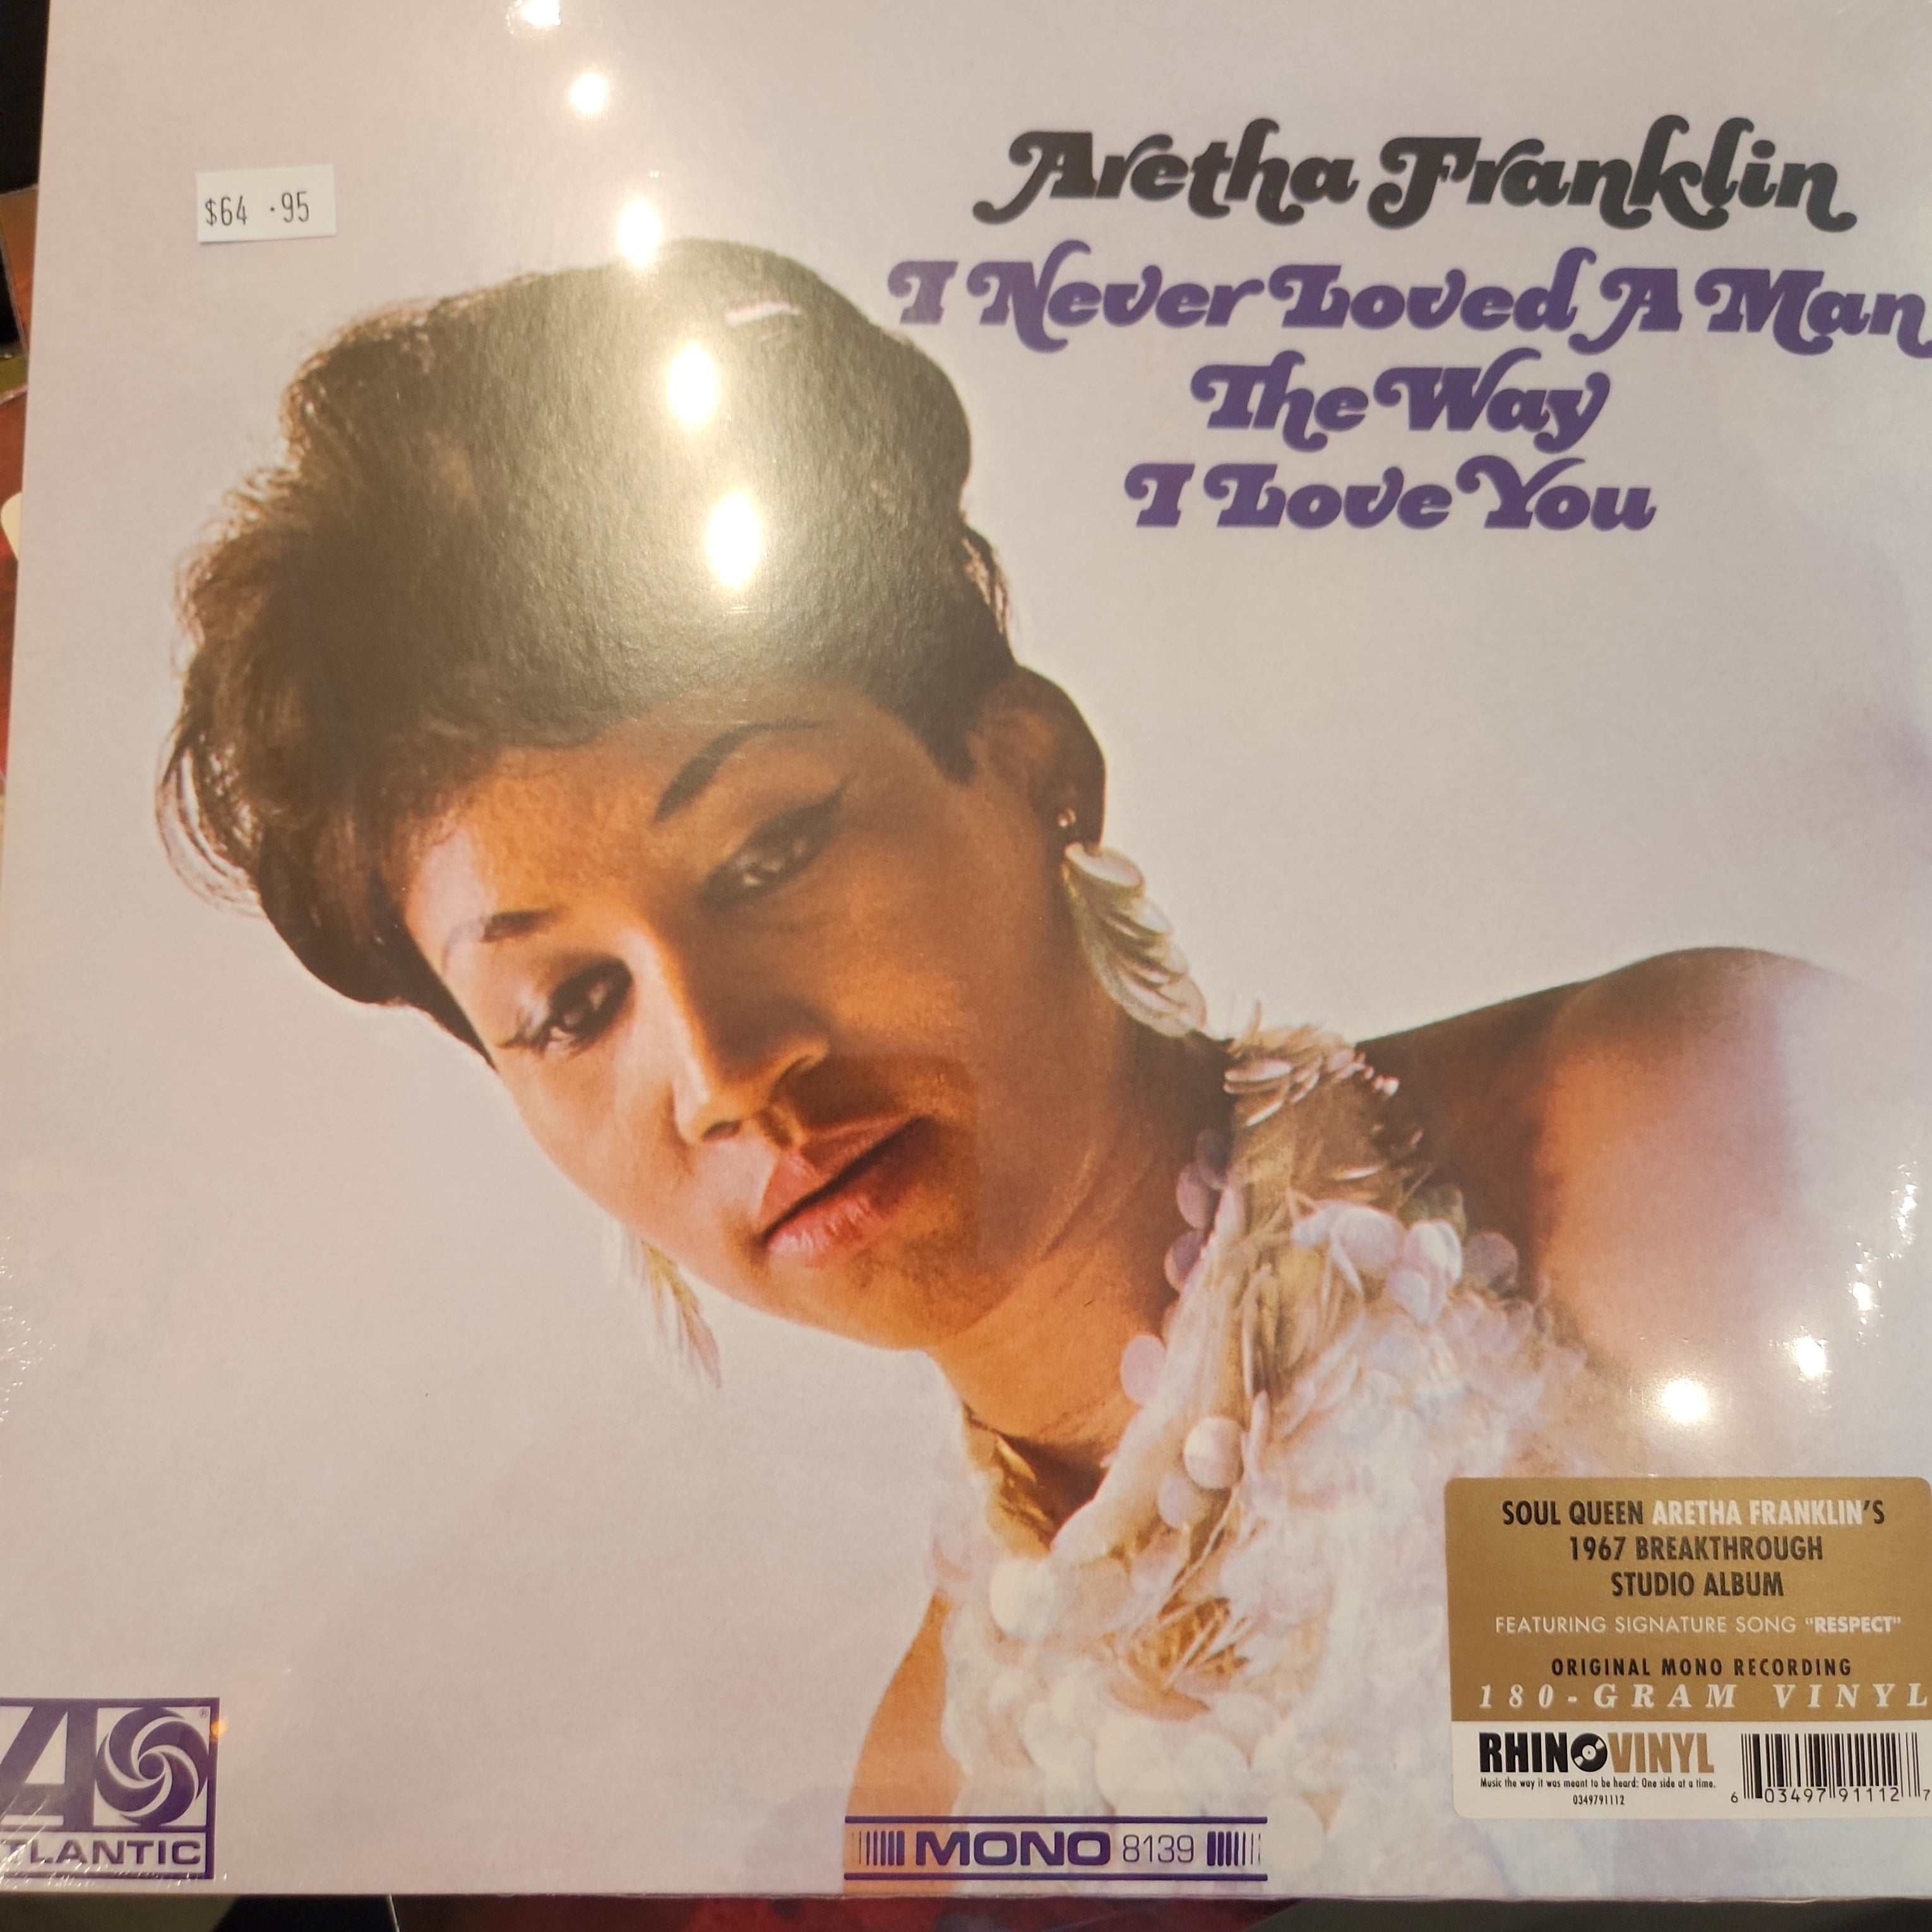 $64 .95
Aretha Franklin
I Never Loved A Man
The Way
I Love You
SOUL QUEEN ARETHA FRANKLIN'S
1967 BREAKTHROUGH
STUDIO ALBUM
FEATURING SIGNATURE SONG "RESPECT"
ORIGINAL MONO RECORDING
180-GRAM VINYL
RHINO VINYL
Music the way it was meant to be heard: One side at a time.
0349791112
6 03497 91112 7
TLANTIC
®
MONO 8139